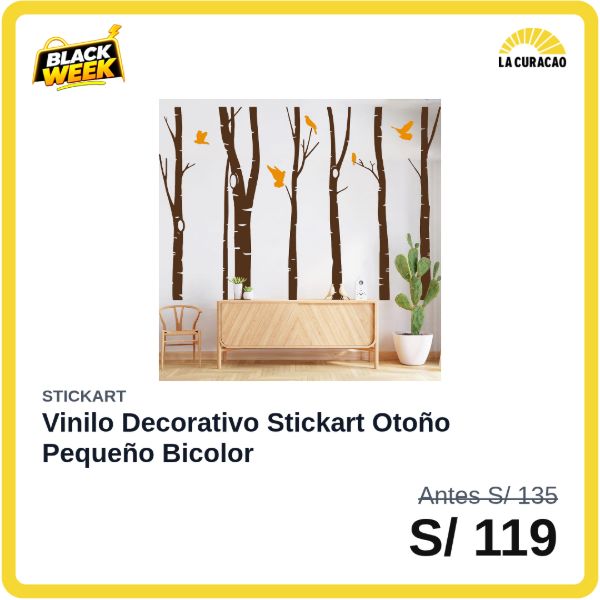 BLACK
WEEK
LA CURACAO
STICKART
Vinilo Decorativo Stickart Otoño
Pequeño Bicolor
Antes S/ 135
S/ 119